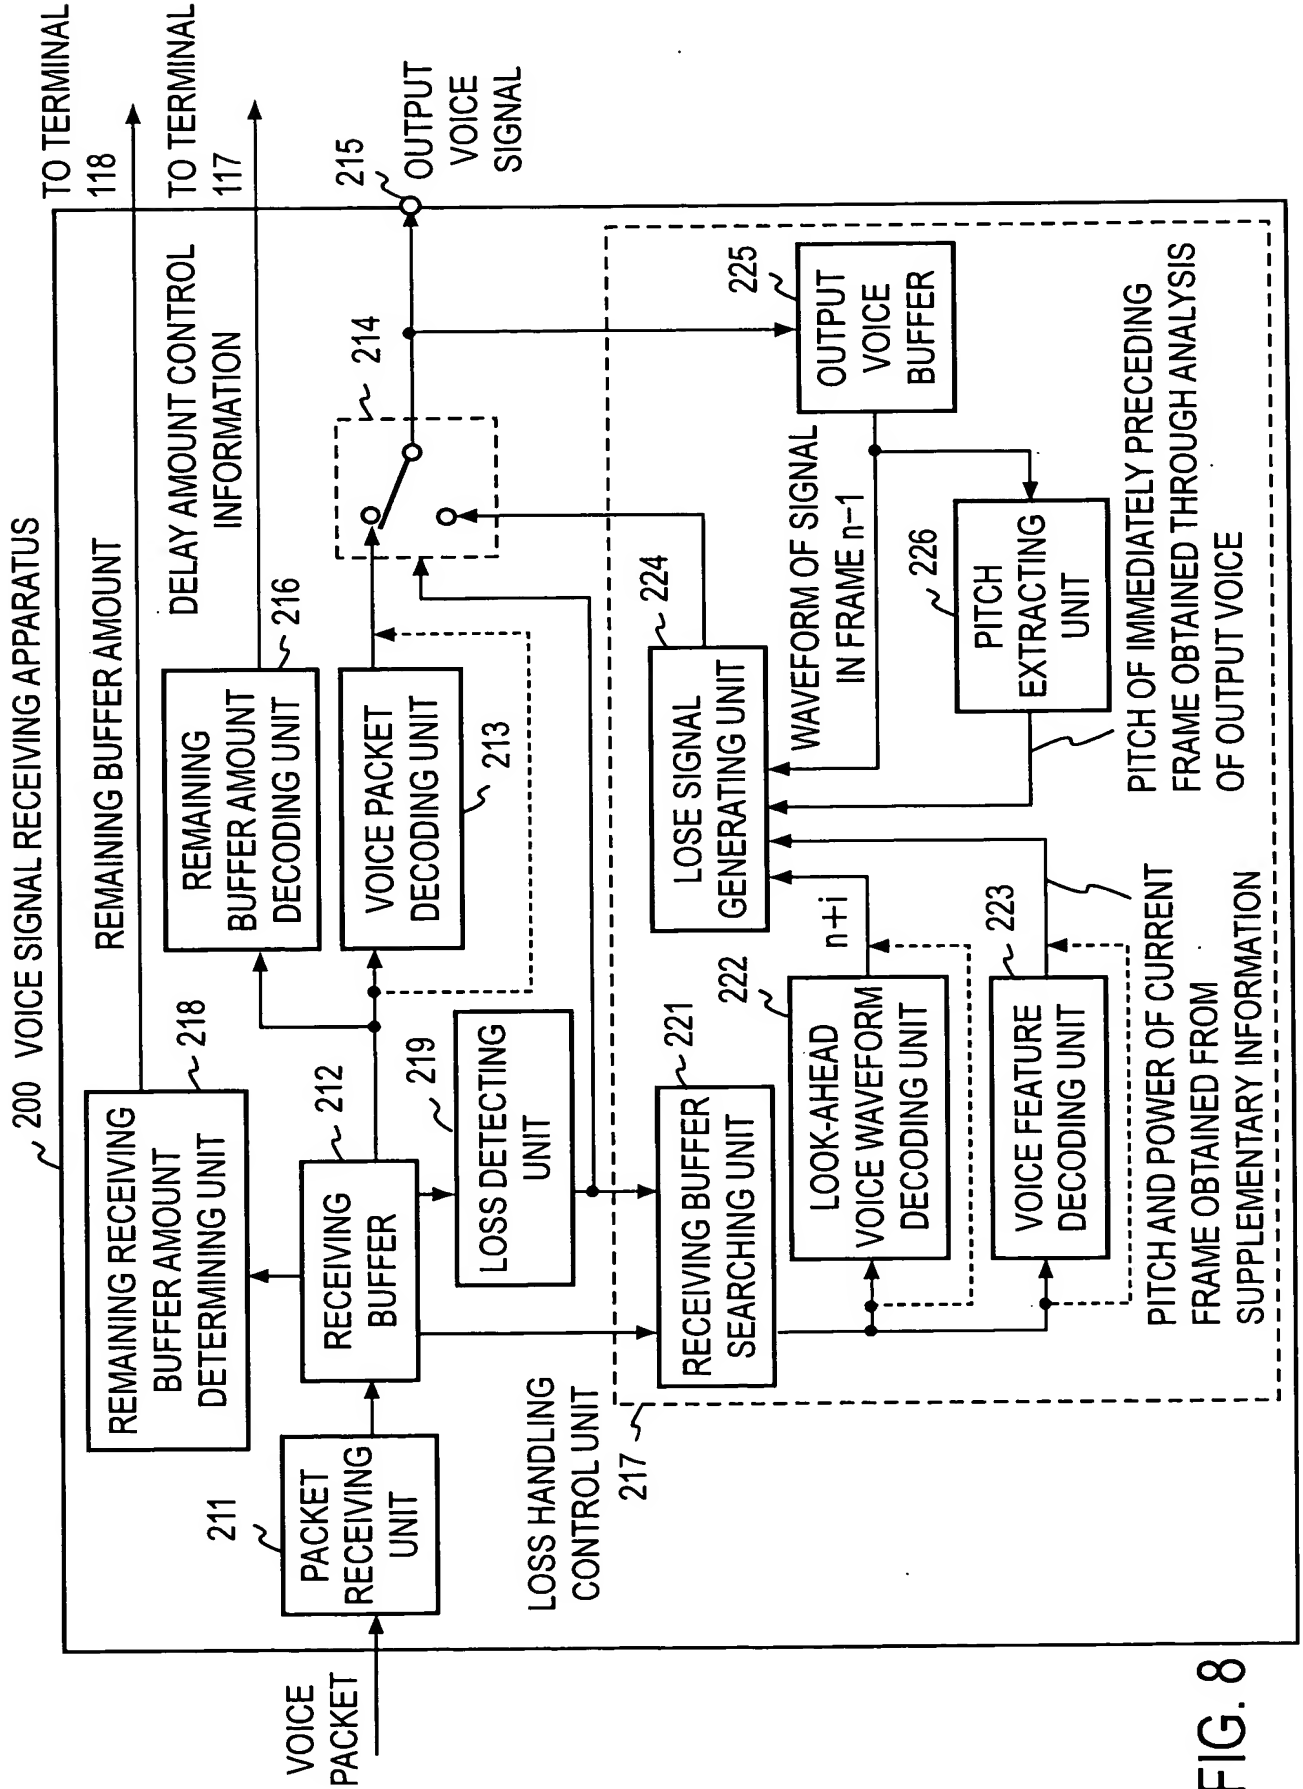 200 VOICE SIGNAL RECEIVING APPARATUS
TO TERMINAL
118
TO TERMINAL
117
REMAINING BUFFER AMOUNT
DELAY AMOUNT CONTROL
INFORMATION
218
REMAINING RECEIVING
BUFFER AMOUNT
DETERMINING UNIT
216
REMAINING
BUFFER AMOUNT
DECODING UNIT
VOICE
PACKET
211
PACKET
RECEIVING
UNIT
212
RECEIVING
BUFFER
VOICE PACKET
DECODING UNIT
213
214
215
OUTPUT
VOICE
SIGNAL
219
LOSS DETECTING
UNIT
LOSS HANDLING
CONTROL UNIT
217
221
RECEIVING BUFFER
SEARCHING UNIT
222
LOOK-AHEAD
VOICE WAVEFORM
DECODING UNIT
n+i
223
VOICE FEATURE
DECODING UNIT
224
LOSE SIGNAL
GENERATING UNIT
WAVEFORM OF SIGNAL
IN FRAME n-1
225
OUTPUT
VOICE
BUFFER
226
PITCH
EXTRACTING
UNIT
PITCH AND POWER OF CURRENT
FRAME OBTAINED FROM
SUPPLEMENTARY INFORMATION
PITCH OF IMMEDIATELY PRECEDING
FRAME OBTAINED THROUGH ANALYSIS
OF OUTPUT VOICE
FIG. 8